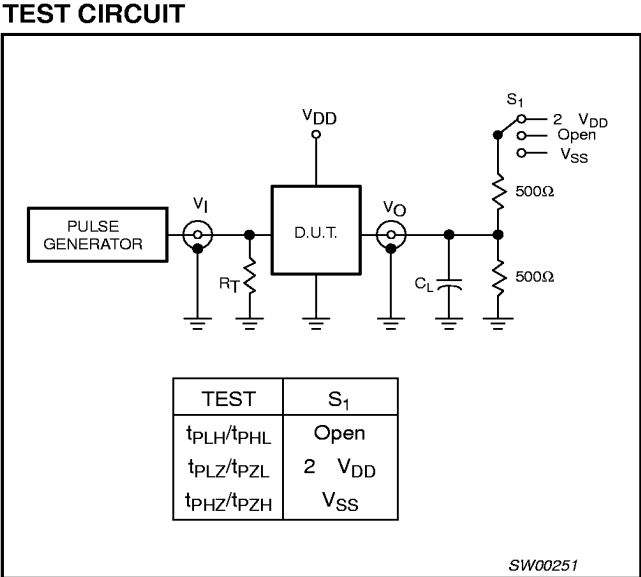 TEST CIRCUIT
S1
2 VDD
Open
VSS
VDD
500Ω
VI
VO
PULSE
GENERATOR
D.U.T.
RT
CL
500Ω
TEST S1
tPLH/tPHL Open
tPLZ/tPZL 2 VDD
tPHZ/tPZH VSS
SW00251